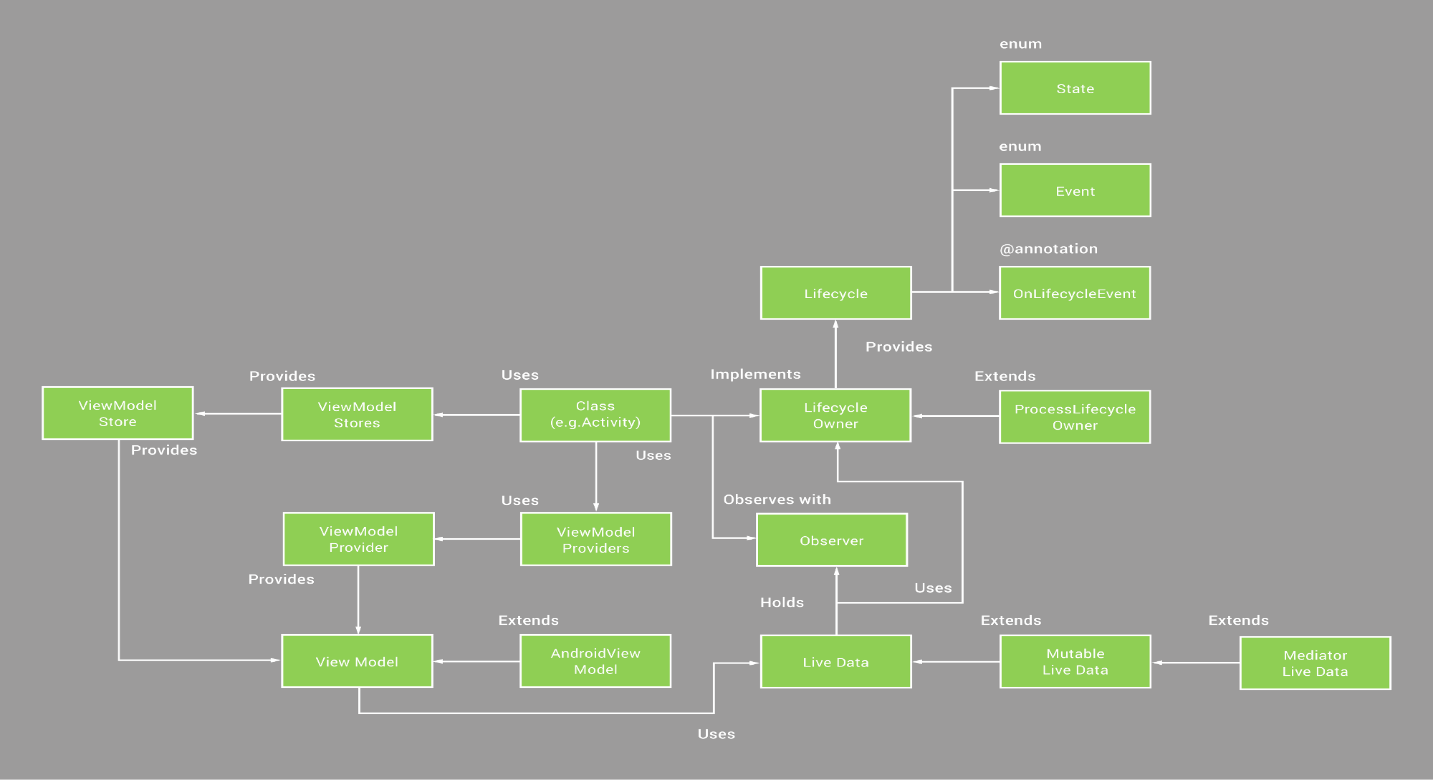 enum
State
enum
Event
@annotation
Lifecycle
OnLifecycleEvent
Provides
Provides
Uses
Implements
Extends
ViewModel
Store
ViewModel
Stores
Class
(e.g.Activity)
Lifecycle
Owner
ProcessLifecycle
Owner
Provides
Uses
Uses
Observes with
ViewModel
Provider
ViewModel
Providers
Observer
Provides
Uses
Holds
Extends
Extends
Extends
View Model
AndroidView
Model
Live Data
Mutable
Live Data
Mediator
Live Data
Uses